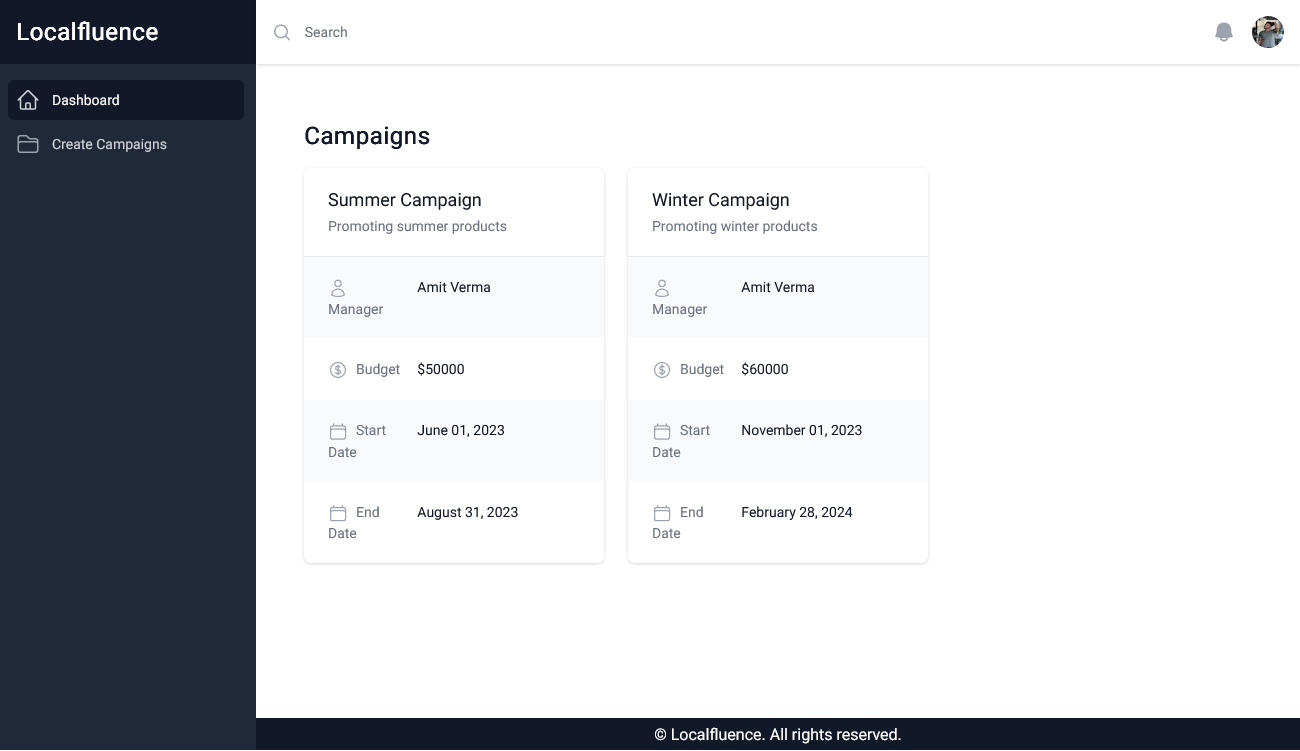 Localfluence
Search
Dashboard
Create Campaigns
Campaigns
Summer Campaign
Promoting summer products
Manager
Amit Verma
Budget
$50000
Start
Date
June 01, 2023
End
Date
August 31, 2023
Winter Campaign
Promoting winter products
Manager
Amit Verma
Budget
$60000
Start
Date
November 01, 2023
End
Date
February 28, 2024
© Localfluence. All rights reserved.